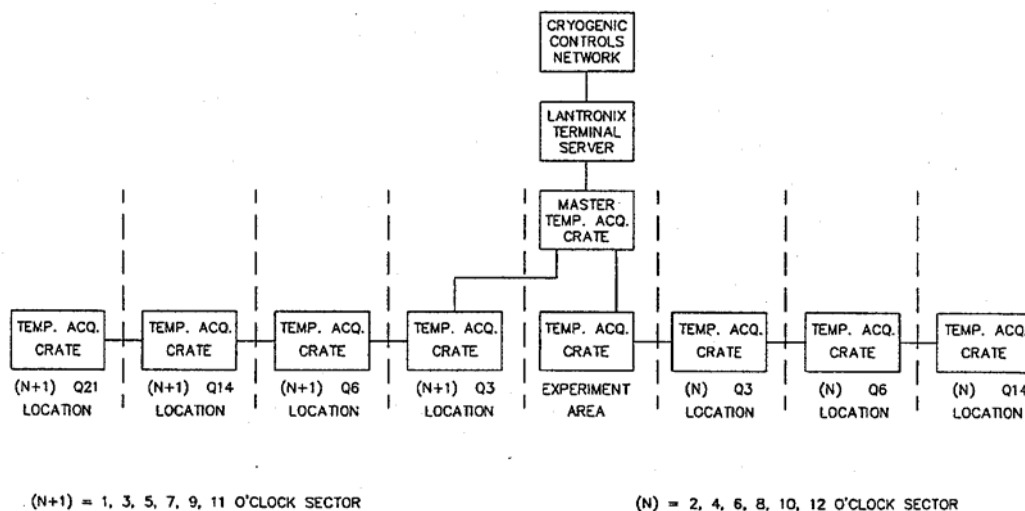 CRYOGENIC
CONTROLS
NETWORK
LANTRONIX
TERMINAL
SERVER
MASTER
TEMP. ACQ.
CRATE
TEMP. ACQ.
CRATE
(N+1) Q21
LOCATION
TEMP. ACQ.
CRATE
(N+1) Q14
LOCATION
TEMP. ACQ.
CRATE
(N+1) Q6
LOCATION
TEMP. ACQ.
CRATE
(N+1) Q3
LOCATION
TEMP. ACQ.
CRATE
EXPERIMENT
AREA
TEMP. ACQ.
CRATE
(N) Q3
LOCATION
TEMP. ACQ.
CRATE
(N) Q6
LOCATION
TEMP. ACQ.
CRATE
(N) Q14
LOCATION
(N+1) = 1, 3, 5, 7, 9, 11 O'CLOCK SECTOR
(N) = 2, 4, 6, 8, 10, 12 O'CLOCK SECTOR